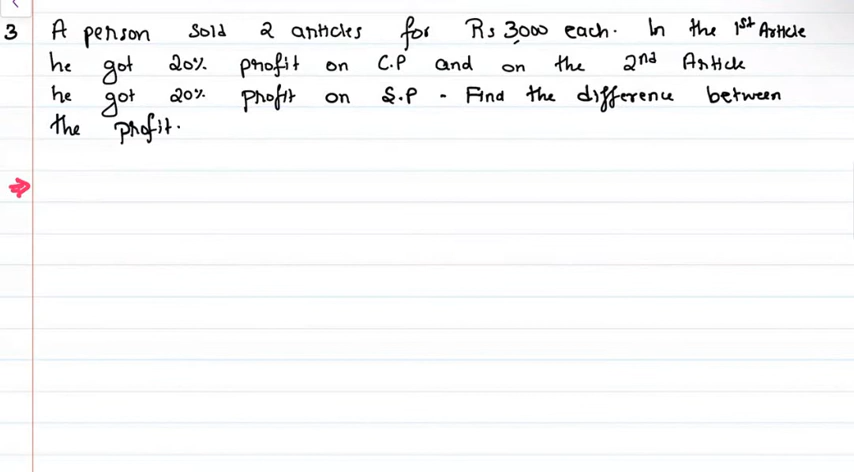 3 A person sold 2 articles for Rs 3000 each. In the 1st Article
he got 20% profit on C.P and on the 2nd Article
he got 20% profit on S.P - Find the difference between
the profit.